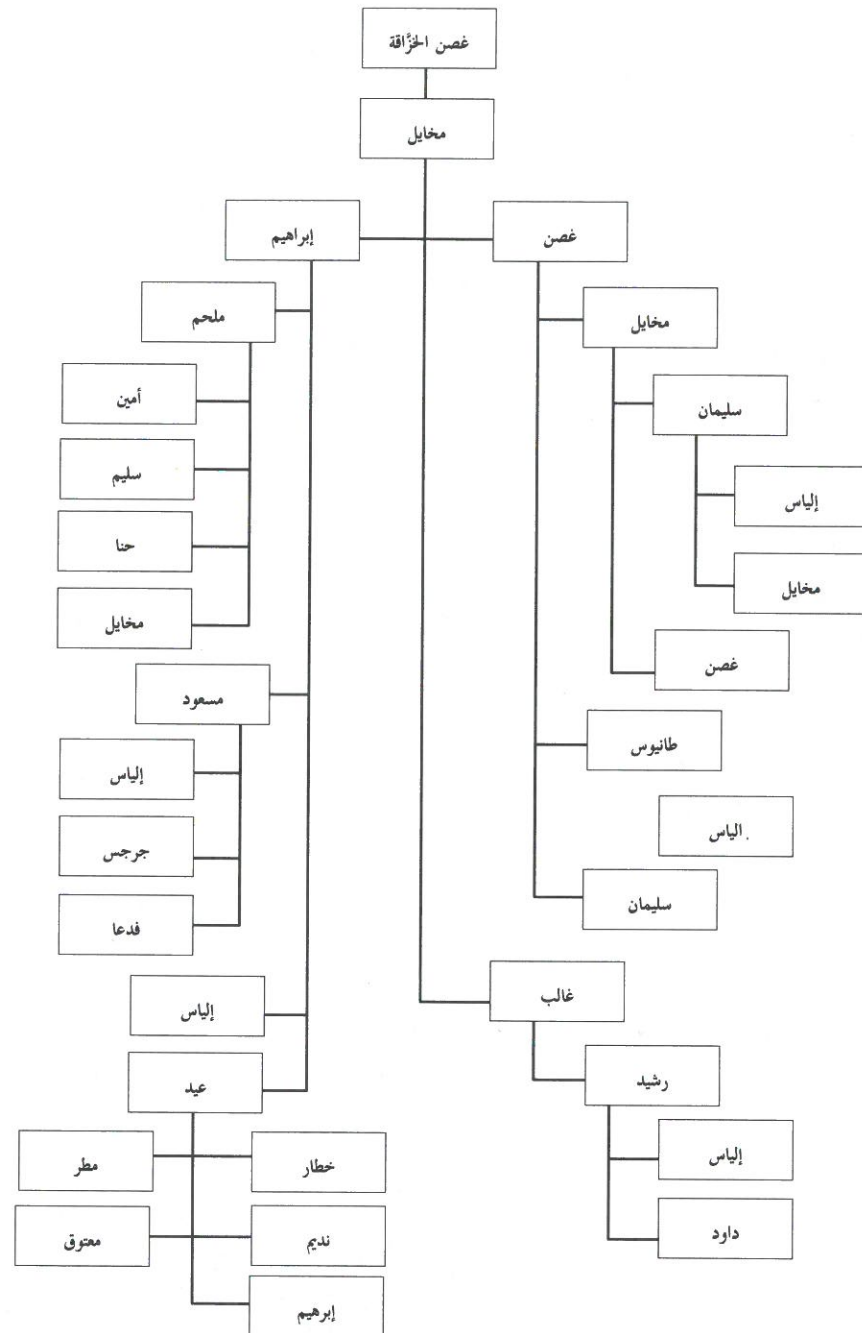 غصن الخزَّاقة
مخايل
غصن
إبراهيم
مخايل
سليمان
إلياس
مخايل
غصن
طانيوس
الياس
سليمان
غالب
رشيد
إلياس
داود
ملحم
أمين
سليم
حنا
مخايل
مسعود
إلياس
جرجس
فدعا
إلياس
عيد
خطار
مطر
نديم
معتوق
إبرهيم